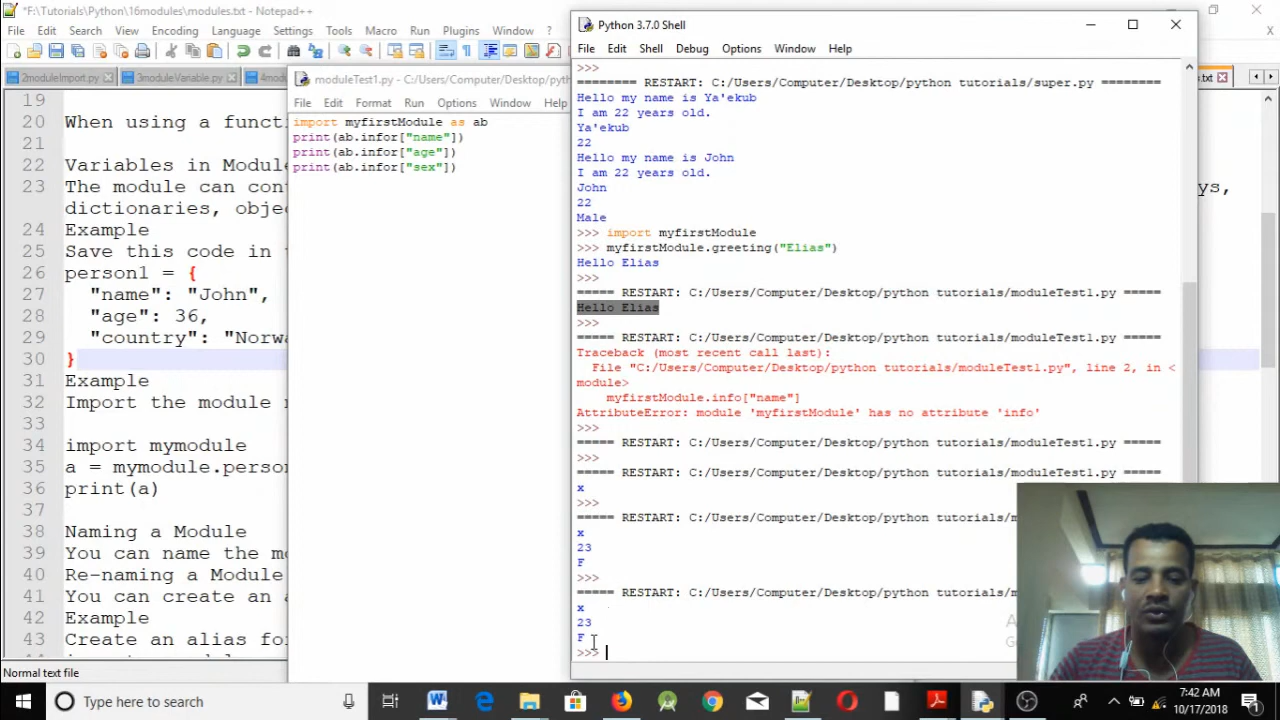 *F:\Tutorials\Python\16modules\modules.txt - Notepad++
File Edit Search View Encoding Language Settings Tools Macro Run Plugins Window ?
2moduleImport.py 3moduleVariable.py
19
20 When using a funct
21
22 Variables in Module
23 The module can con ys,
dictionaries, obje
24 Example
25 Save this code in
26 person1 = {
27 "name": "John",
28 "age": 36,
29 "country": "Norw
30 }
31 Example
32 Import the module
33
34 import mymodule
35 a = mymodule.perso
36 print(a)
37
38 Naming a Module
39 You can name the m
40 Re-naming a Module
41 You can create an
42 Example
43 Create an alias fo
Normal text file
moduleTest1.py - C:/Users/Computer/Desktop/pyth
File Edit Format Run Options Window Help
import myfirstModule as ab
print(ab.infor["name"])
print(ab.infor["age"])
print(ab.infor["sex"])
Python 3.7.0 Shell
File Edit Shell Debug Options Window Help
>>>
======== RESTART: C:/Users/Computer/Desktop/python tutorials/super.py ========
Hello my name is Ya'ekub
I am 22 years old.
Ya'ekub
22
Hello my name is John
I am 22 years old.
John
22
Male
>>> import myfirstModule
>>> myfirstModule.greeting("Elias")
Hello Elias
>>>
===== RESTART: C:/Users/Computer/Desktop/python tutorials/moduleTest1.py =====
Hello Elias
>>>
===== RESTART: C:/Users/Computer/Desktop/python tutorials/moduleTest1.py =====
Traceback (most recent call last):
File "C:/Users/Computer/Desktop/python tutorials/moduleTest1.py", line 2, in <
module>
myfirstModule.info["name"]
AttributeError: module 'myfirstModule' has no attribute 'info'
>>>
===== RESTART: C:/Users/Computer/Desktop/python tutorials/moduleTest1.py =====
>>>
===== RESTART: C:/Users/Computer/Desktop/python tutorials/moduleTest1.py =====
x
>>>
===== RESTART: C:/Users/Computer/Desktop/python tutorials/m
x
23
F
>>>
===== RESTART: C:/Users/Computer/Desktop/python tutorials/m
x
23
F
>>>
Type here to search
7:42 AM
10/17/2018